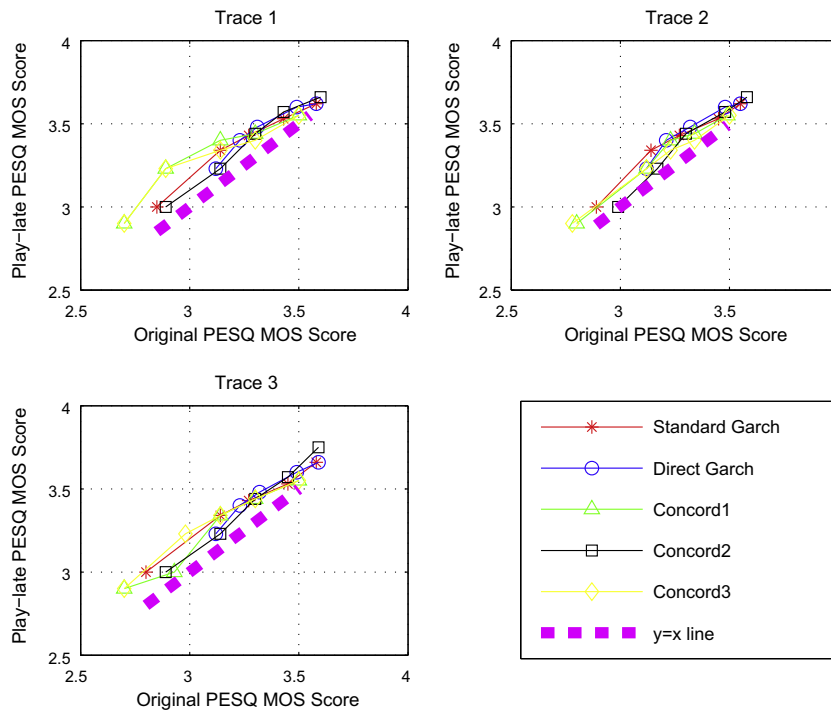 Trace 1
4
3.5
3
2.5
2.5
3
3.5
4
Play-late PESQ MOS Score
Original PESQ MOS Score
Trace 2
4
3.5
3
2.5
3
3.5
Play-late PESQ MOS Score
Original PESQ MOS Score
Trace 3
4
3.5
3
2.5
2.5
3
3.5
4
Play-late PESQ MOS Score
Original PESQ MOS Score
Standard Garch
Direct Garch
Concord1
Concord2
Concord3
y=x line